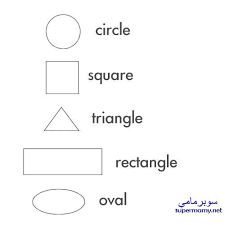 circle
square
triangle
rectangle
oval
سوبرمامي
supermamy.net